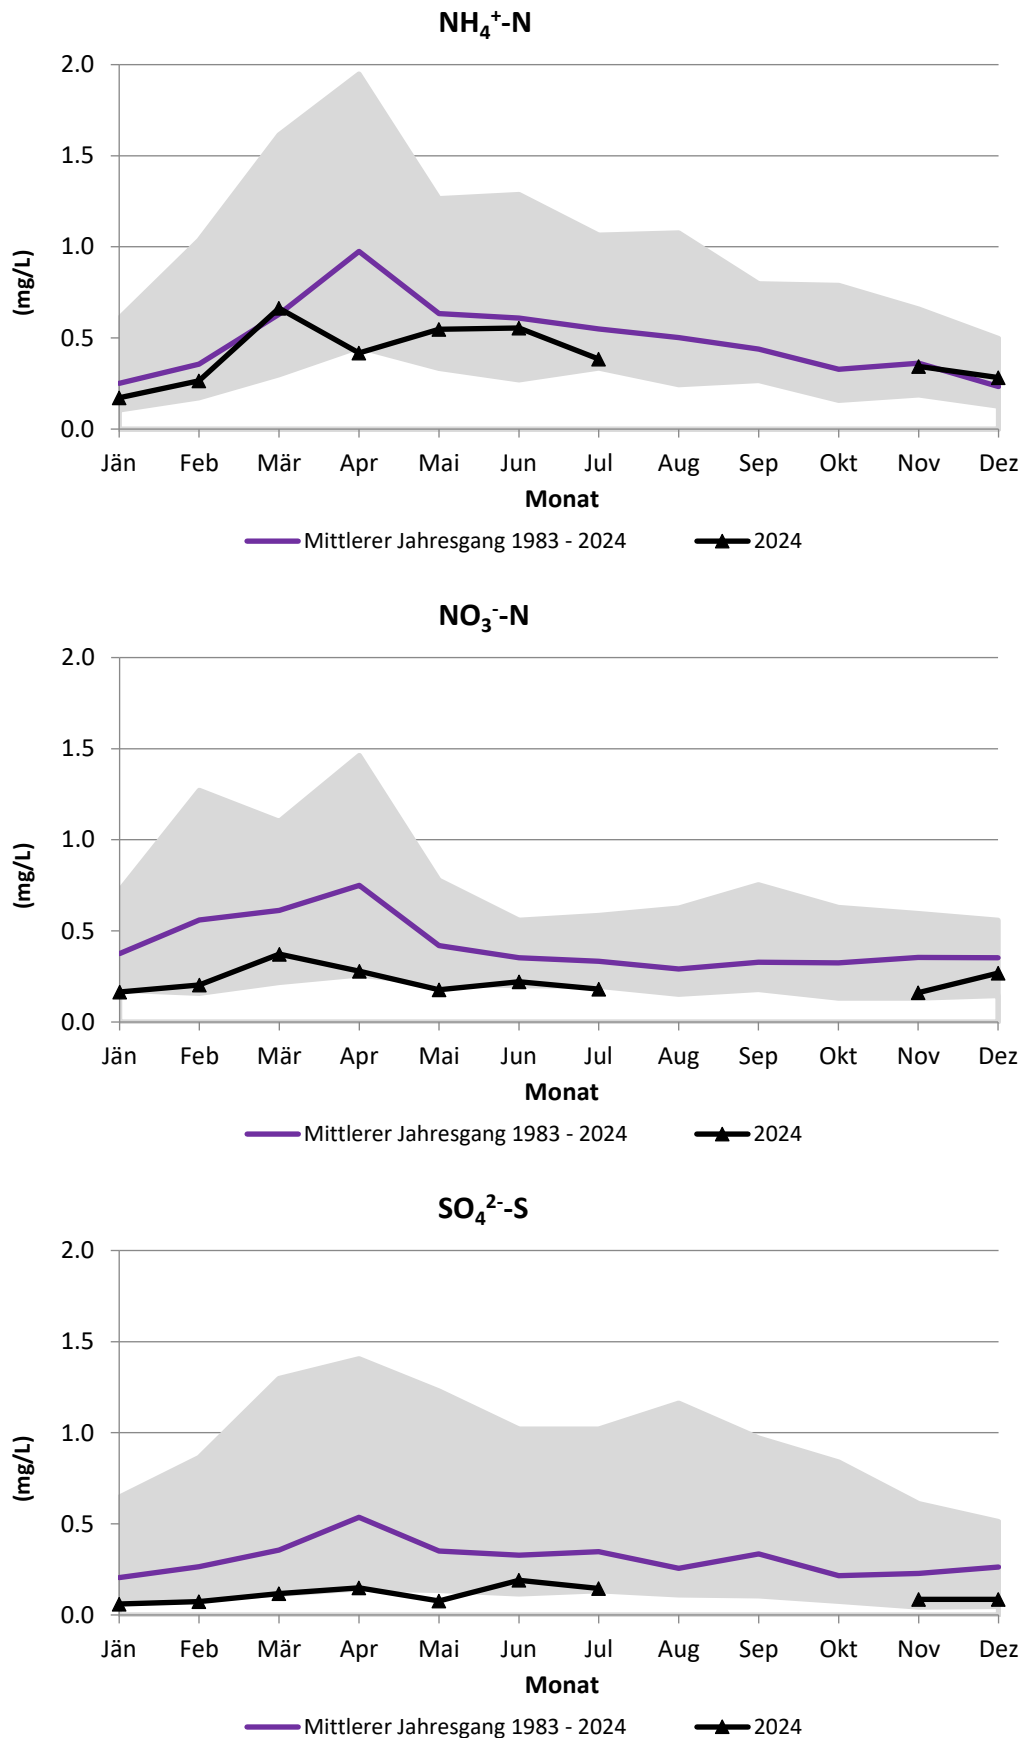 NH₄⁺-N
2.0
1.5
1.0
0.5
0.0
(mg/L)
Jän Feb Mär Apr Mai Jun Jul Aug Sep Okt Nov Dez
Monat
Mittlerer Jahresgang 1983 - 2024 2024
NO₃⁻-N
2.0
1.5
1.0
0.5
0.0
(mg/L)
Jän Feb Mär Apr Mai Jun Jul Aug Sep Okt Nov Dez
Monat
Mittlerer Jahresgang 1983 - 2024 2024
SO₄²⁻-S
2.0
1.5
1.0
0.5
0.0
(mg/L)
Jän Feb Mär Apr Mai Jun Jul Aug Sep Okt Nov Dez
Monat
Mittlerer Jahresgang 1983 - 2024 2024